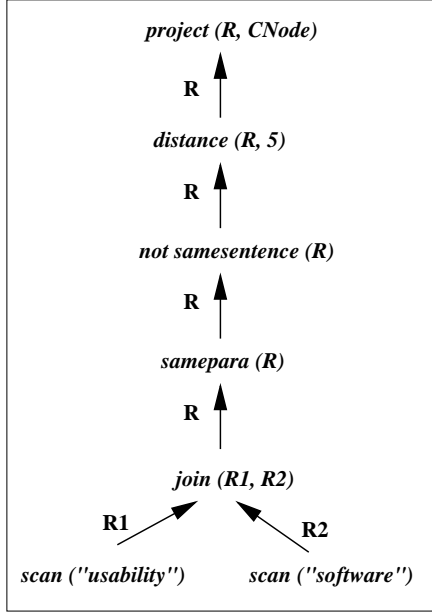 project (R, CNode)
R
distance (R, 5)
R
not samesentence (R)
R
samepara (R)
R
join (R1, R2)
R1 R2
scan ("usability") scan ("software")